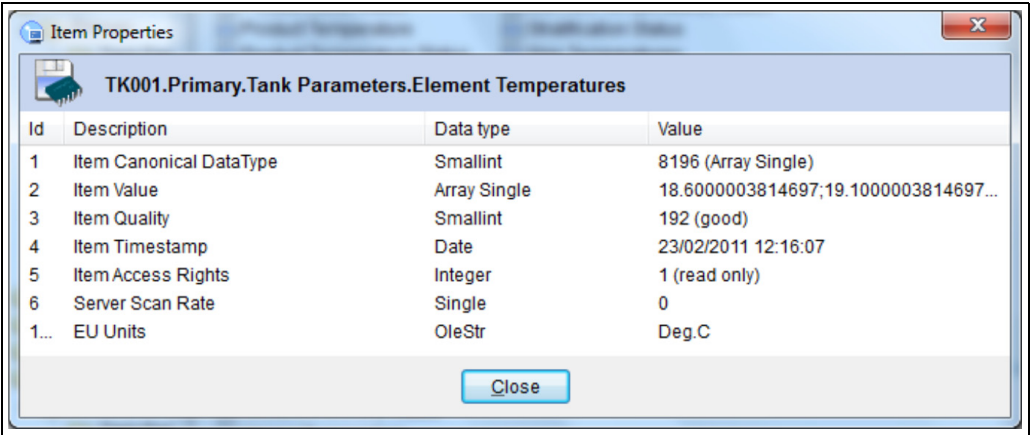 Item Properties
TK001.Primary.Tank Parameters.Element Temperatures
Id Description Data type Value
1 Item Canonical DataType Smallint 8196 (Array Single)
2 Item Value Array Single 18.6000003814697;19.1000003814697...
3 Item Quality Smallint 192 (good)
4 Item Timestamp Date 23/02/2011 12:16:07
5 Item Access Rights Integer 1 (read only)
6 Server Scan Rate Single 0
1... EU Units OleStr Deg.C
Close